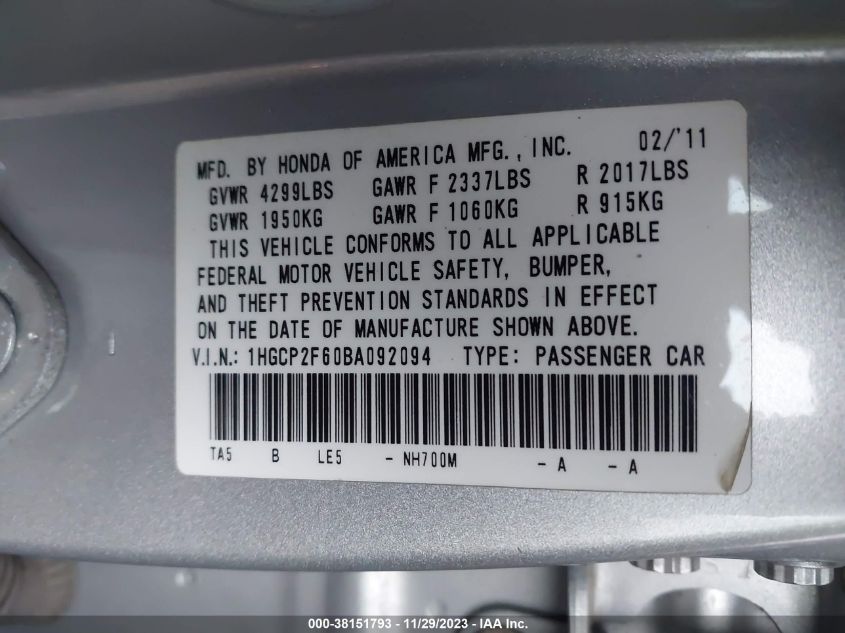 MFD. BY HONDA OF AMERICA MFG., INC. 02/'11
GVWR 4299LBS GAWR F 2337LBS R 2017LBS
GVWR 1950KG GAWR F 1060KG R 915KG
THIS VEHICLE CONFORMS TO ALL APPLICABLE
FEDERAL MOTOR VEHICLE SAFETY, BUMPER,
AND THEFT PREVENTION STANDARDS IN EFFECT
ON THE DATE OF MANUFACTURE SHOWN ABOVE.
V.I.N.: 1HGCP2F60BA092094 TYPE: PASSENGER CAR
TA5 B LE5 - NH700M - A - A
000-38151793 - 11/29/2023 - IAA Inc.